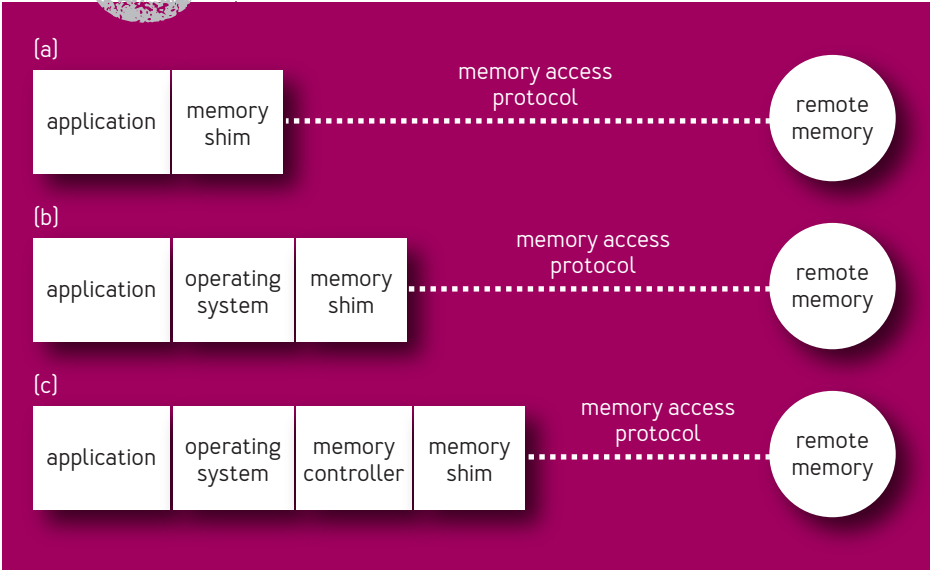 (a)
application
memory
shim
memory access
protocol
remote
memory
(b)
application
operating
system
memory
shim
memory access
protocol
remote
memory
(c)
application
operating
system
memory
controller
memory
shim
memory access
protocol
remote
memory